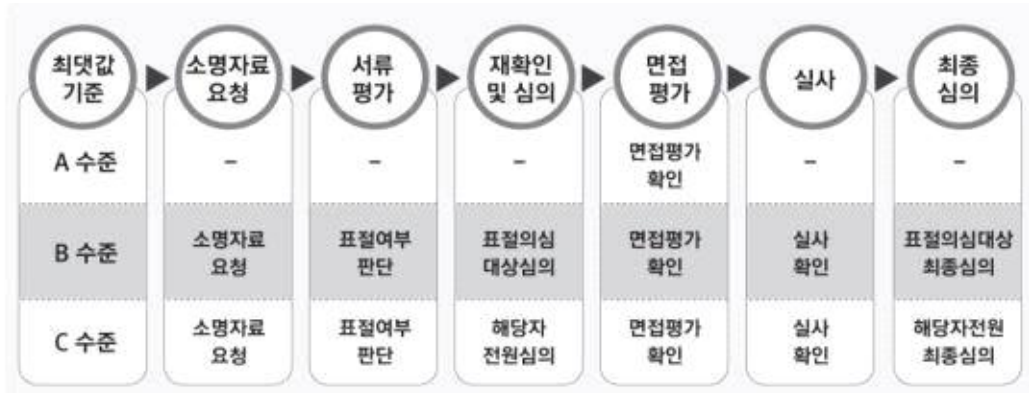 최댓값
기준
소명자료
요청
서류
평가
재확인
및 심의
면접
평가
실사
최종
심의
A 수준
–
–
–
면접평가
확인
–
–
B 수준
소명자료
요청
표절여부
판단
표절의심
대상심의
면접평가
확인
실사
확인
표절의심대상
최종심의
C 수준
소명자료
요청
표절여부
판단
해당자
전원심의
면접평가
확인
실사
확인
해당자전원
최종심의